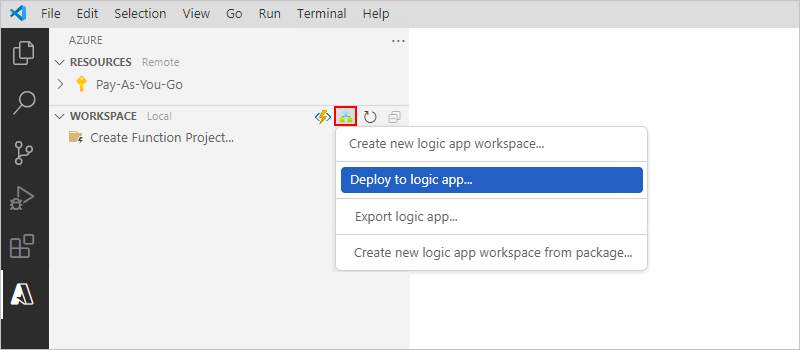 File Edit Selection View Go Run Terminal Help
AZURE
RESOURCES Remote
Pay-As-You-Go
WORKSPACE Local
Create Function Project...
Create new logic app workspace...
Deploy to logic app...
Export logic app...
Create new logic app workspace from package...